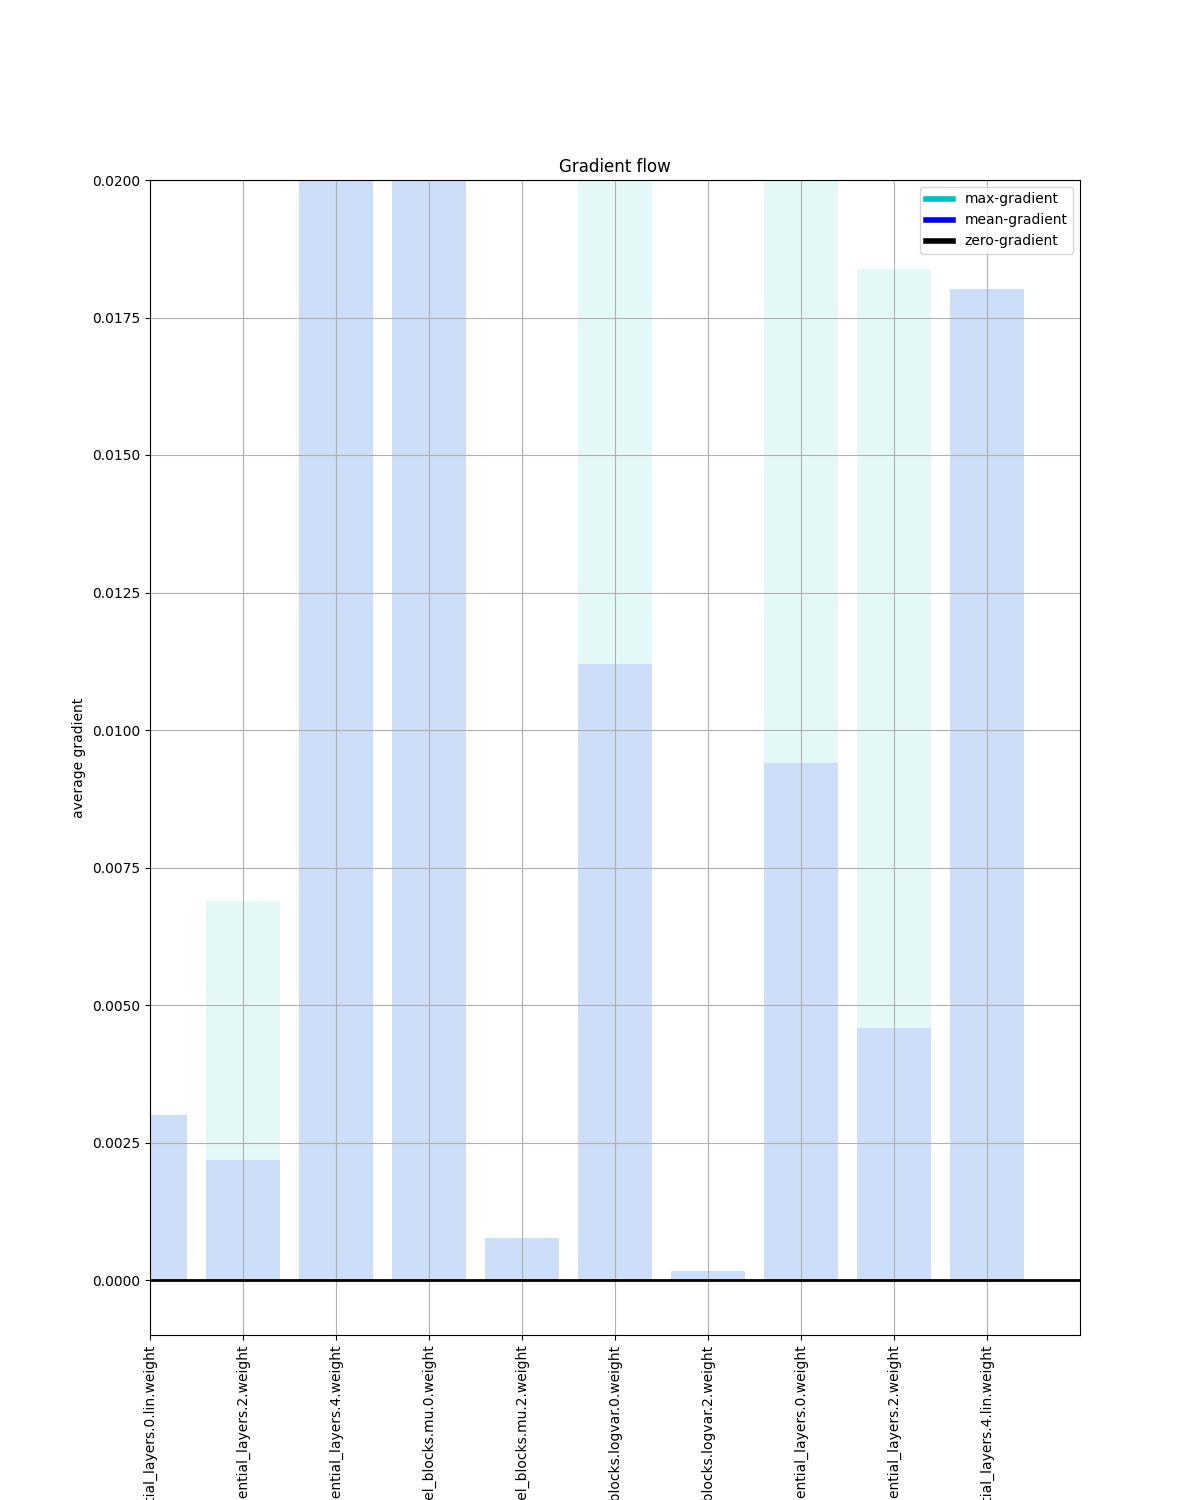 Gradient flow
max-gradient
mean-gradient
zero-gradient
average gradient
0.0200
0.0175
0.0150
0.0125
0.0100
0.0075
0.0050
0.0025
0.0000
tial_layers.0.lin.weight
ential_layers.2.weight
ential_layers.4.weight
el_blocks.mu.0.weight
el_blocks.mu.2.weight
blocks.logvar.0.weight
blocks.logvar.2.weight
ential_layers.0.weight
ential_layers.2.weight
tial_layers.4.lin.weight